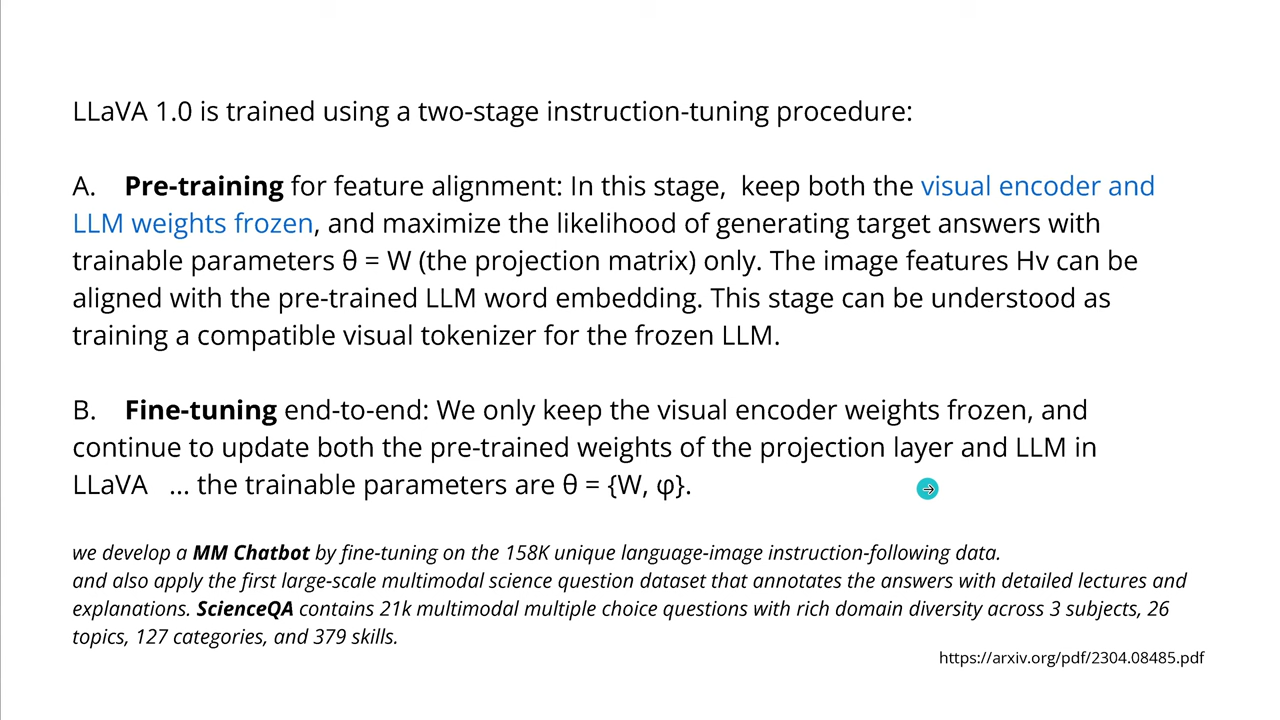 LLaVA 1.0 is trained using a two-stage instruction-tuning procedure:
A. Pre-training for feature alignment: In this stage, keep both the visual encoder and
LLM weights frozen, and maximize the likelihood of generating target answers with
trainable parameters θ = W (the projection matrix) only. The image features Hv can be
aligned with the pre-trained LLM word embedding. This stage can be understood as
training a compatible visual tokenizer for the frozen LLM.
B. Fine-tuning end-to-end: We only keep the visual encoder weights frozen, and
continue to update both the pre-trained weights of the projection layer and LLM in
LLaVA ... the trainable parameters are θ = {W, φ}.
we develop a MM Chatbot by fine-tuning on the 158K unique language-image instruction-following data.
and also apply the first large-scale multimodal science question dataset that annotates the answers with detailed lectures and
explanations. ScienceQA contains 21k multimodal multiple choice questions with rich domain diversity across 3 subjects, 26
topics, 127 categories, and 379 skills.
https://arxiv.org/pdf/2304.08485.pdf